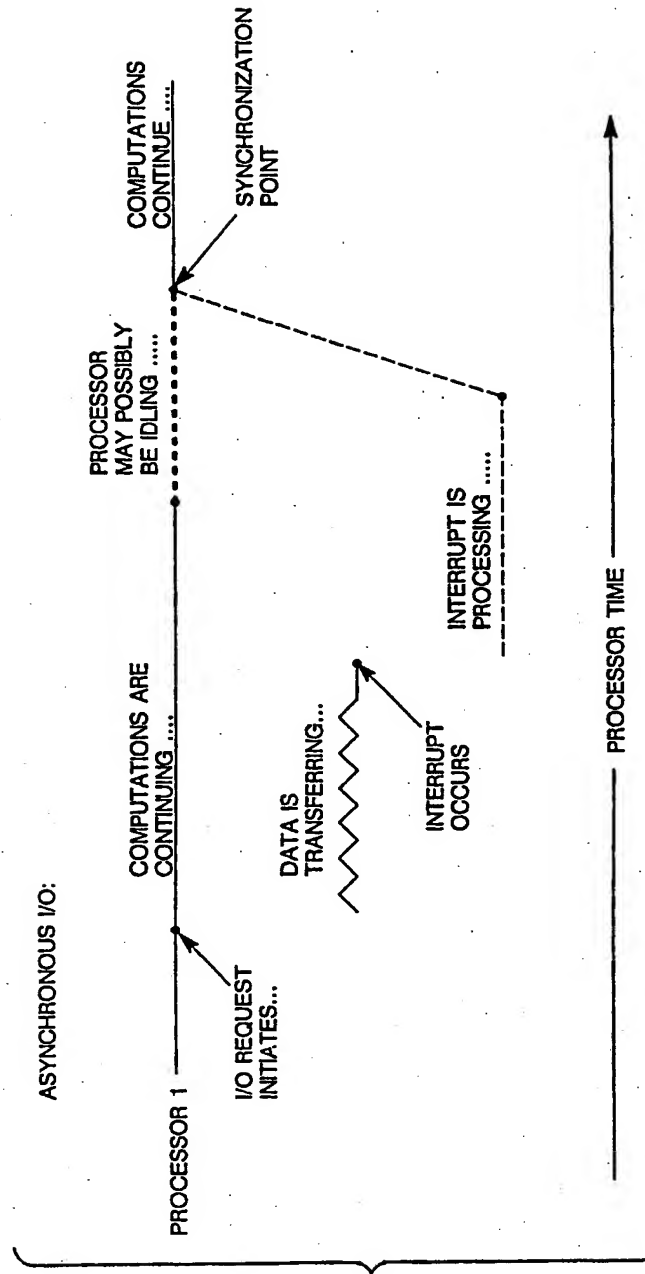 ASYNCHRONOUS I/O:
PROCESSOR 1
I/O REQUEST
INITIATES...
COMPUTATIONS ARE
CONTINUING .....
DATA IS
TRANSFERRING...
INTERRUPT
OCCURS
PROCESSOR
MAY POSSIBLY
BE IDLING .....
INTERRUPT IS
PROCESSING .....
COMPUTATIONS
CONTINUE .....
SYNCHRONIZATION
POINT
PROCESSOR TIME